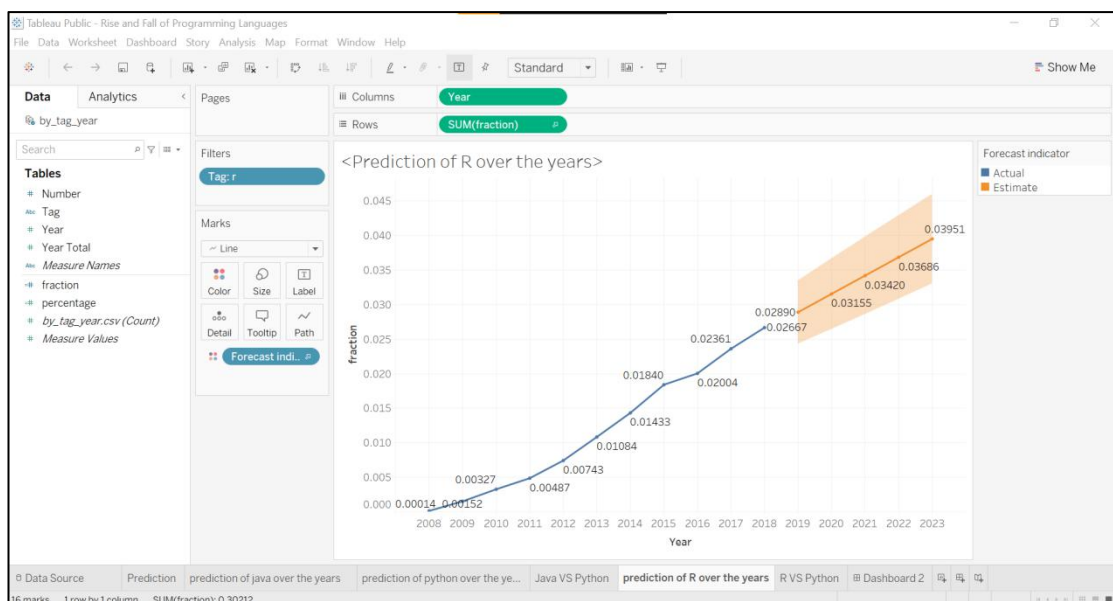 Tableau Public - Rise and Fall of Programming Languages
File Data Worksheet Dashboard Story Analysis Map Format Window Help
Standard
Show Me
Data Analytics
by_tag_year
Search
Tables
# Number
Abc Tag
# Year
# Year Total
Abc Measure Names
fraction
percentage
# by_tag_year.csv (Count)
# Measure Values
Pages
Filters
Tag: r
Marks
Line
Color Size Label
Detail Tooltip Path
Forecast indi..
Columns Year
Rows SUM(fraction)
<Prediction of R over the years>
fraction
0.045
0.040
0.035
0.030
0.025
0.020
0.015
0.010
0.005
0.000
0.00014
0.00152
0.00327
0.00487
0.00743
0.01084
0.01433
0.01840
0.02004
0.02361
0.02667
0.02890
0.03155
0.03420
0.03686
0.03951
2008 2009 2010 2011 2012 2013 2014 2015 2016 2017 2018 2019 2020 2021 2022 2023
Year
Forecast indicator
Actual
Estimate
Data Source Prediction prediction of java over the years prediction of python over the ye... Java VS Python prediction of R over the years R VS Python Dashboard 2
16 marks 1 row by 1 column SUM(fraction): 0.30212